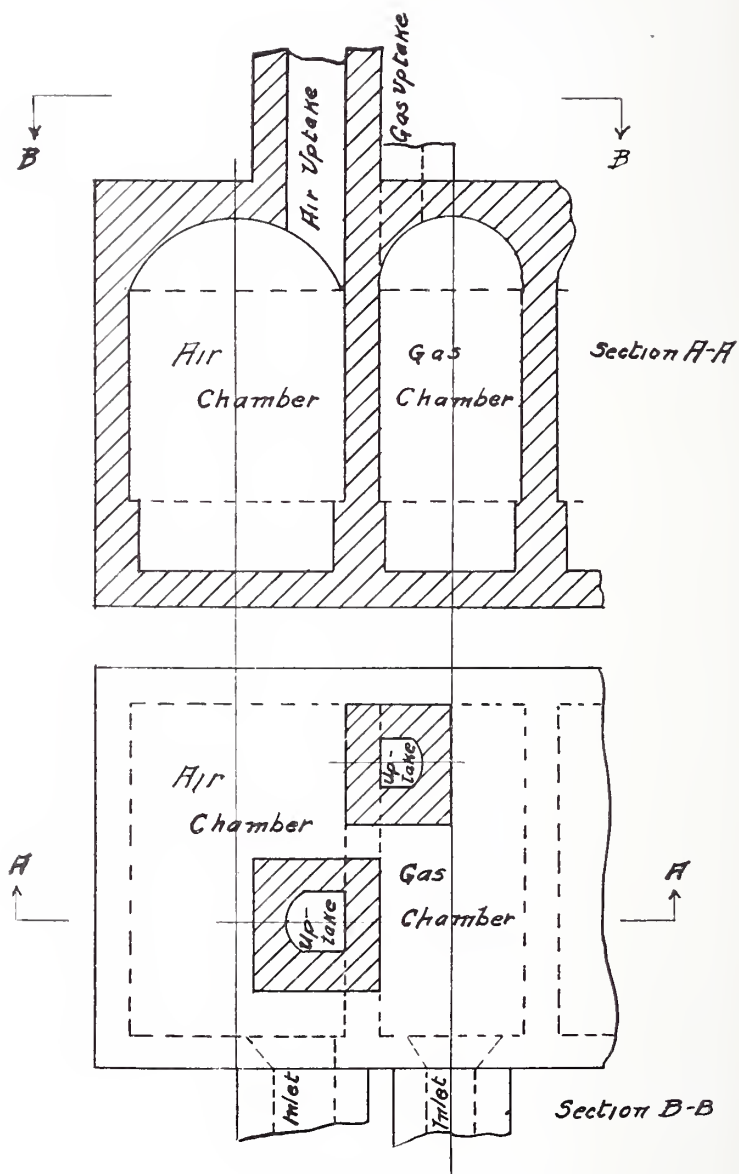 Gas Uptake
B
B
Air Uptake
Air
Chamber
Gas
Chamber
Section A-A
Up-
take
Air
Chamber
A
Gas
Chamber
A
Up-
take
Inlet
Inlet
Section B-B